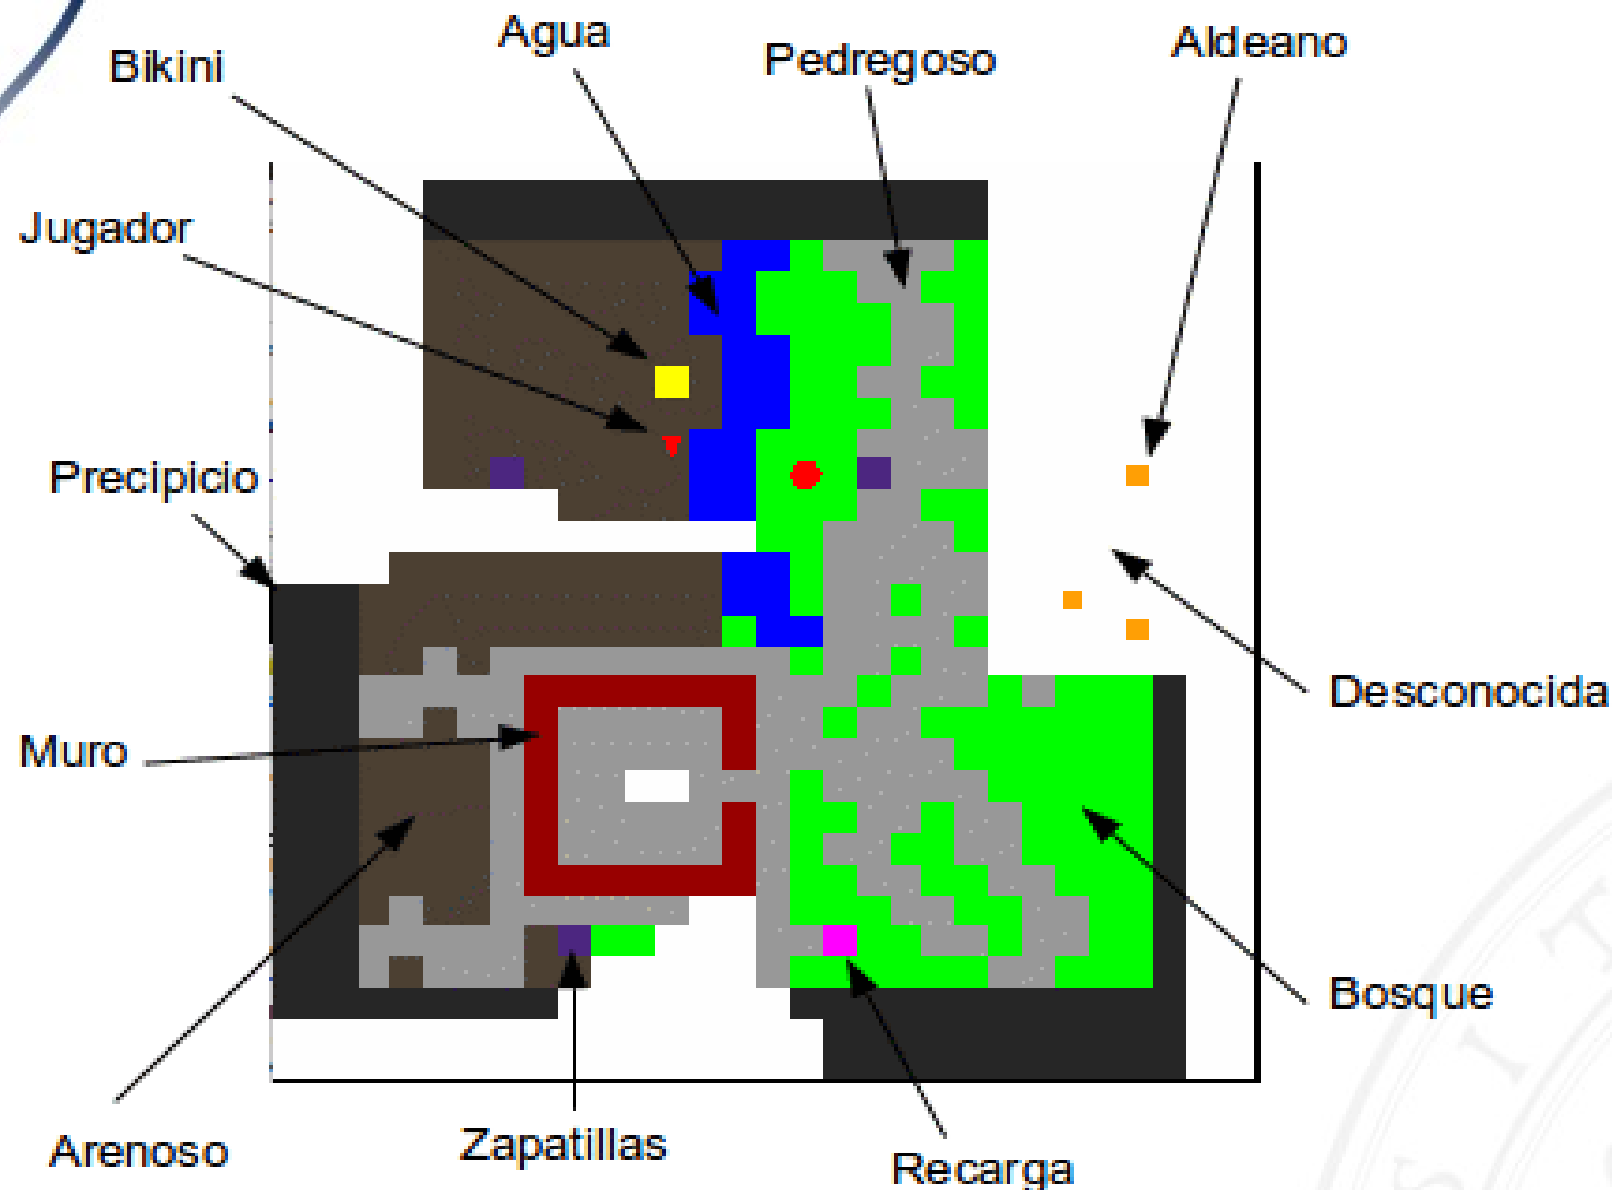 Agua
Aldeano
Bikini
Pedregoso
Jugador
Precipicio
Desconocida
Muro
Bosque
Arenoso
Zapatillas
Recarga